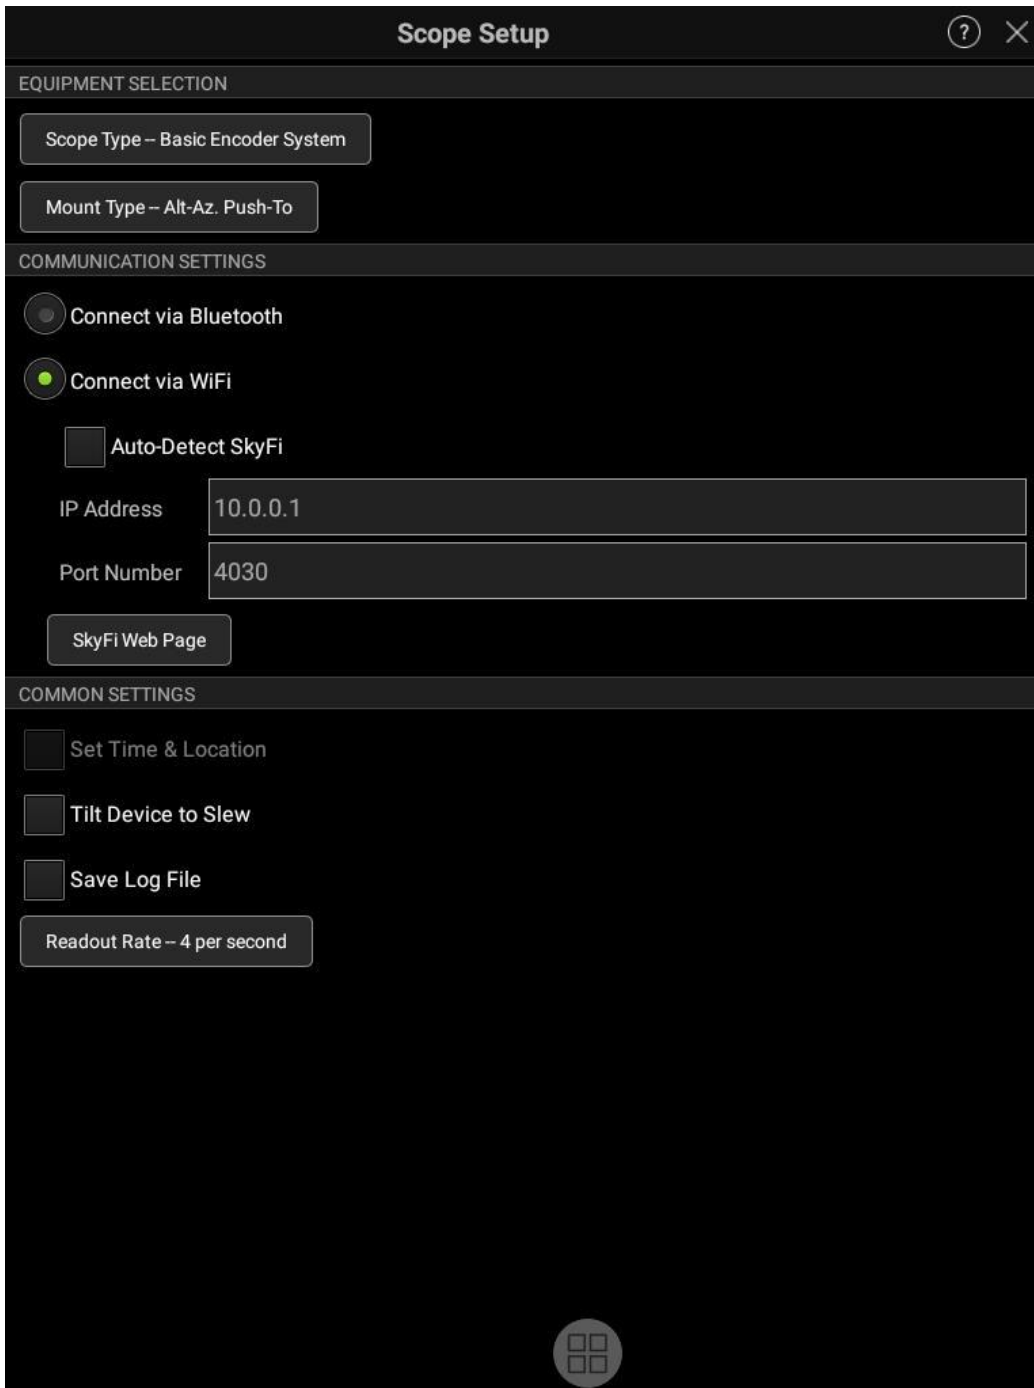 Scope Setup
?
EQUIPMENT SELECTION
Scope Type -- Basic Encoder System
Mount Type -- Alt-Az. Push-To
COMMUNICATION SETTINGS
Connect via Bluetooth
Connect via WiFi
Auto-Detect SkyFi
IP Address 10.0.0.1
Port Number 4030
SkyFi Web Page
COMMON SETTINGS
Set Time & Location
Tilt Device to Slew
Save Log File
Readout Rate -- 4 per second